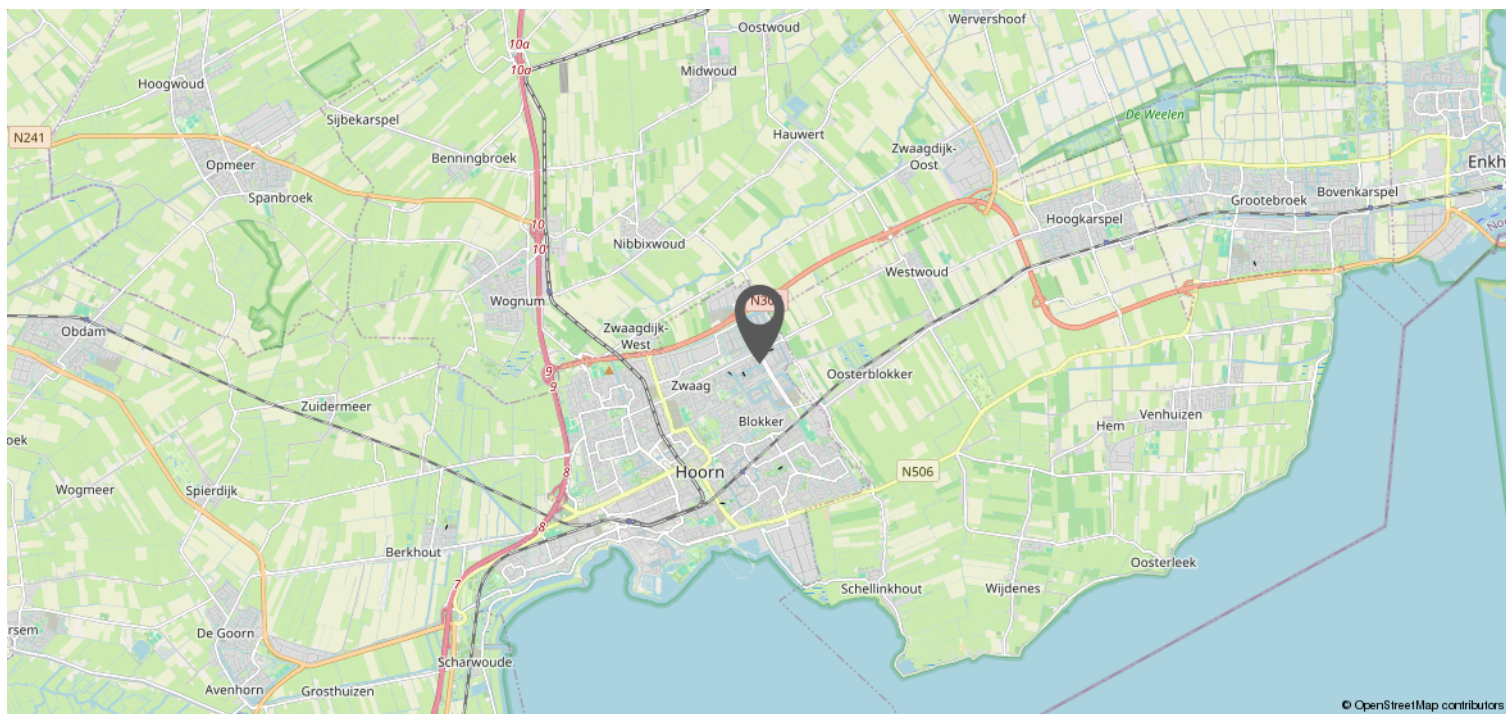 Wervershoof
Oostwoud
10a
10a
Midwoud
Hoogwoud
De Weelen
Sijbekarspel
N241
Hauwert
Zwaagdijk-
Oost
Benningbroek
Opmeer
Enkh
Bovenkarspel
Spanbroek
Grootebroek
Hoogkarspel
10
10
Nibbixwoud
Westwoud
Wognum
N30
Obdam
Zwaagdijk-
West
9
9
Oosterblokker
Zwaag
Zuidermeer
Venhuizen
Blokker
Hem
oek
Hoorn
8
N506
Wogmeer
Spierdijk
8
Berkhout
Oosterleek
7
Schellinkhout
Wijdenes
rsem
De Goorn
Scharwoude
Avenhorn
Grosthuizen
© OpenStreetMap contributors